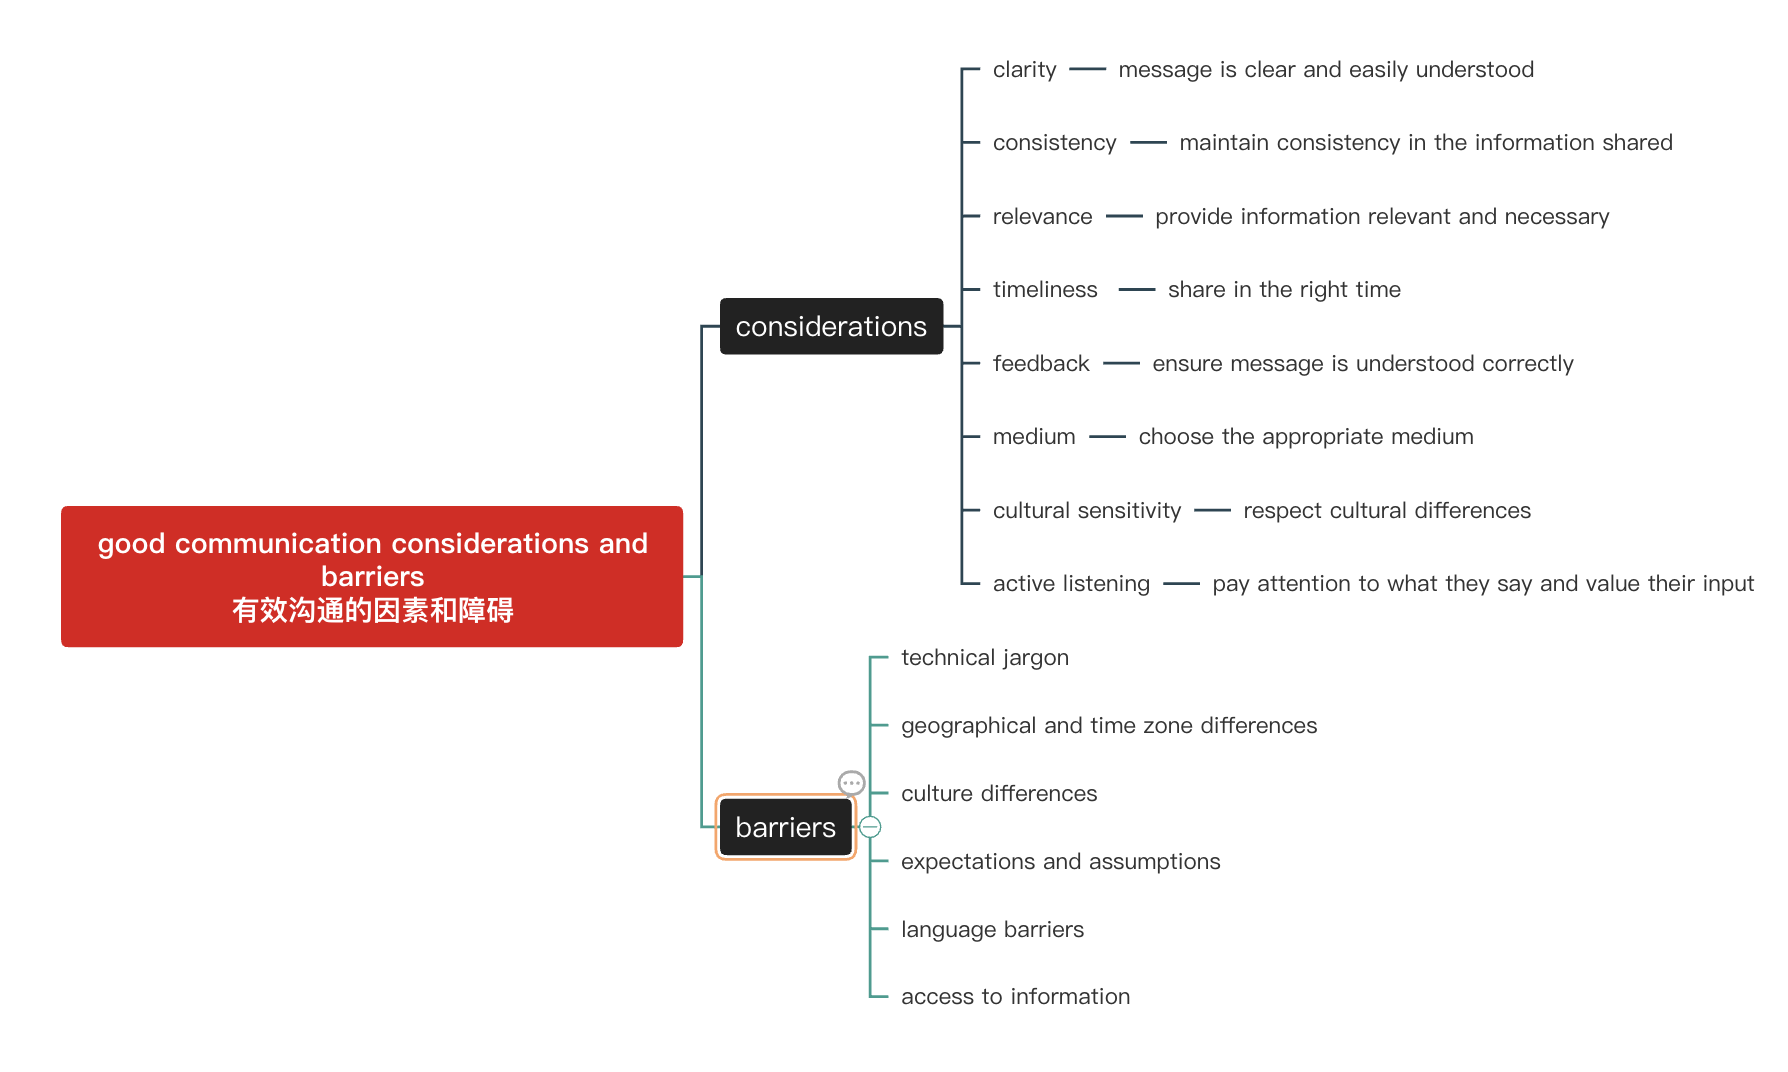 good communication considerations and
barriers
有效沟通的因素和障碍
considerations
clarity
message is clear and easily understood
consistency
maintain consistency in the information shared
relevance
provide information relevant and necessary
timeliness
share in the right time
feedback
ensure message is understood correctly
medium
choose the appropriate medium
cultural sensitivity
respect cultural differences
active listening
pay attention to what they say and value their input
barriers
technical jargon
geographical and time zone differences
culture differences
expectations and assumptions
language barriers
access to information